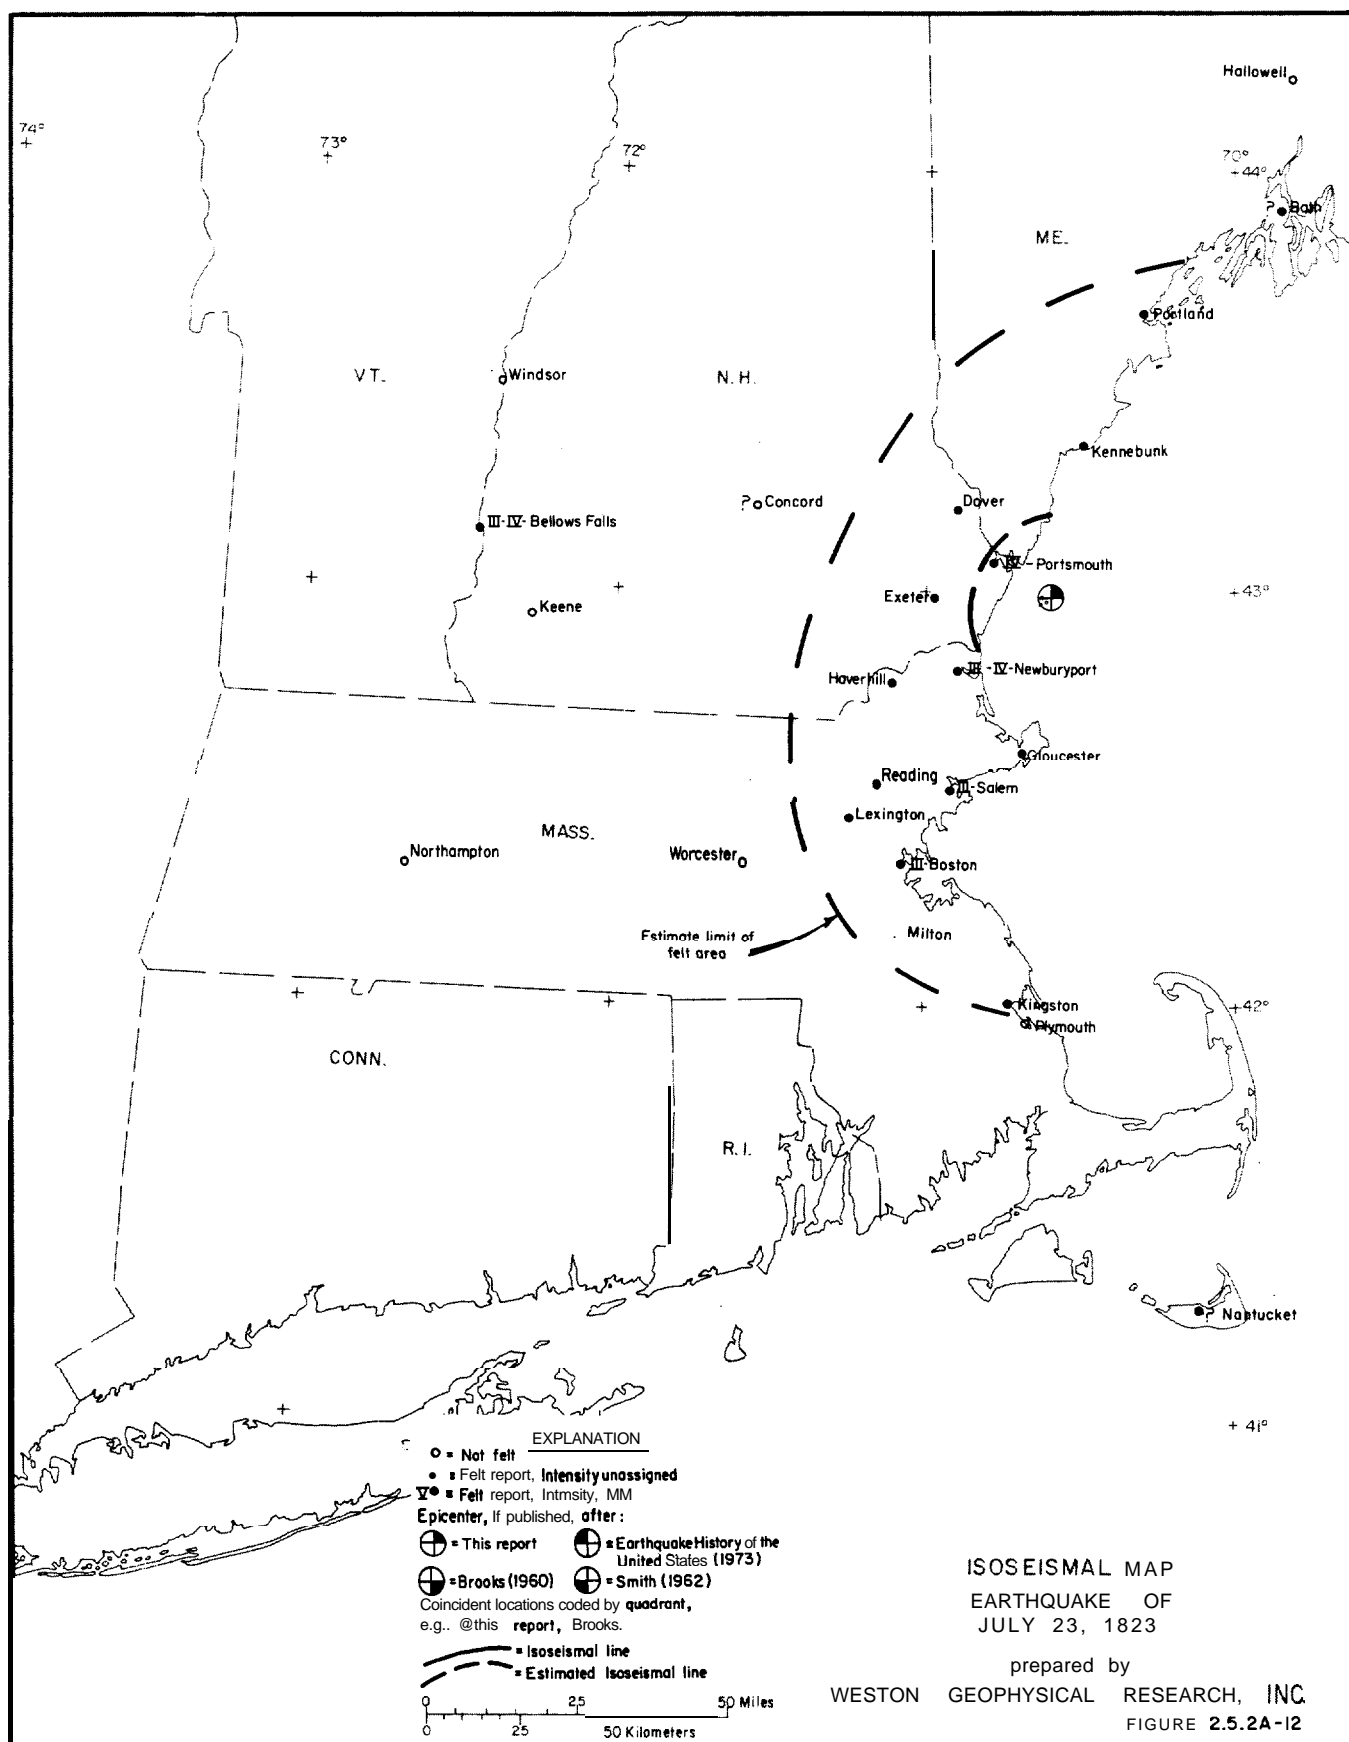 Hallowell
74°
73°
72°
70°
44°
? Bath
ME.
Portland
VT.
Windsor
N.H.
Kennebunk
? Concord
Dover
III-IV-Bellows Falls
IV-Portsmouth
Exeter
43°
Keene
III-IV-Newburyport
Haverhill
Gloucester
Reading
III-Salem
Lexington
MASS.
Northampton
Worcester
III-Boston
Milton
Estimate limit of
felt area
Kingston
42°
Plymouth
CONN.
R.I.
? Nantucket
41°
EXPLANATION
= Not felt
= Felt report, Intensity unassigned
V = Felt report, Intmsity, MM
Epicenter, If published, after:
= This report
= Earthquake History of the
United States (1973)
= Brooks (1960)
= Smith (1962)
Coincident locations coded by quadrant,
e.g.. @this report, Brooks.
= Isoseismal line
= Estimated Isoseismal line
0 25 50 Miles
0 25 50 Kilometers
ISOSEISMAL MAP
EARTHQUAKE OF
JULY 23, 1823
prepared by
WESTON GEOPHYSICAL RESEARCH, INC.
FIGURE 2.5.2A-12